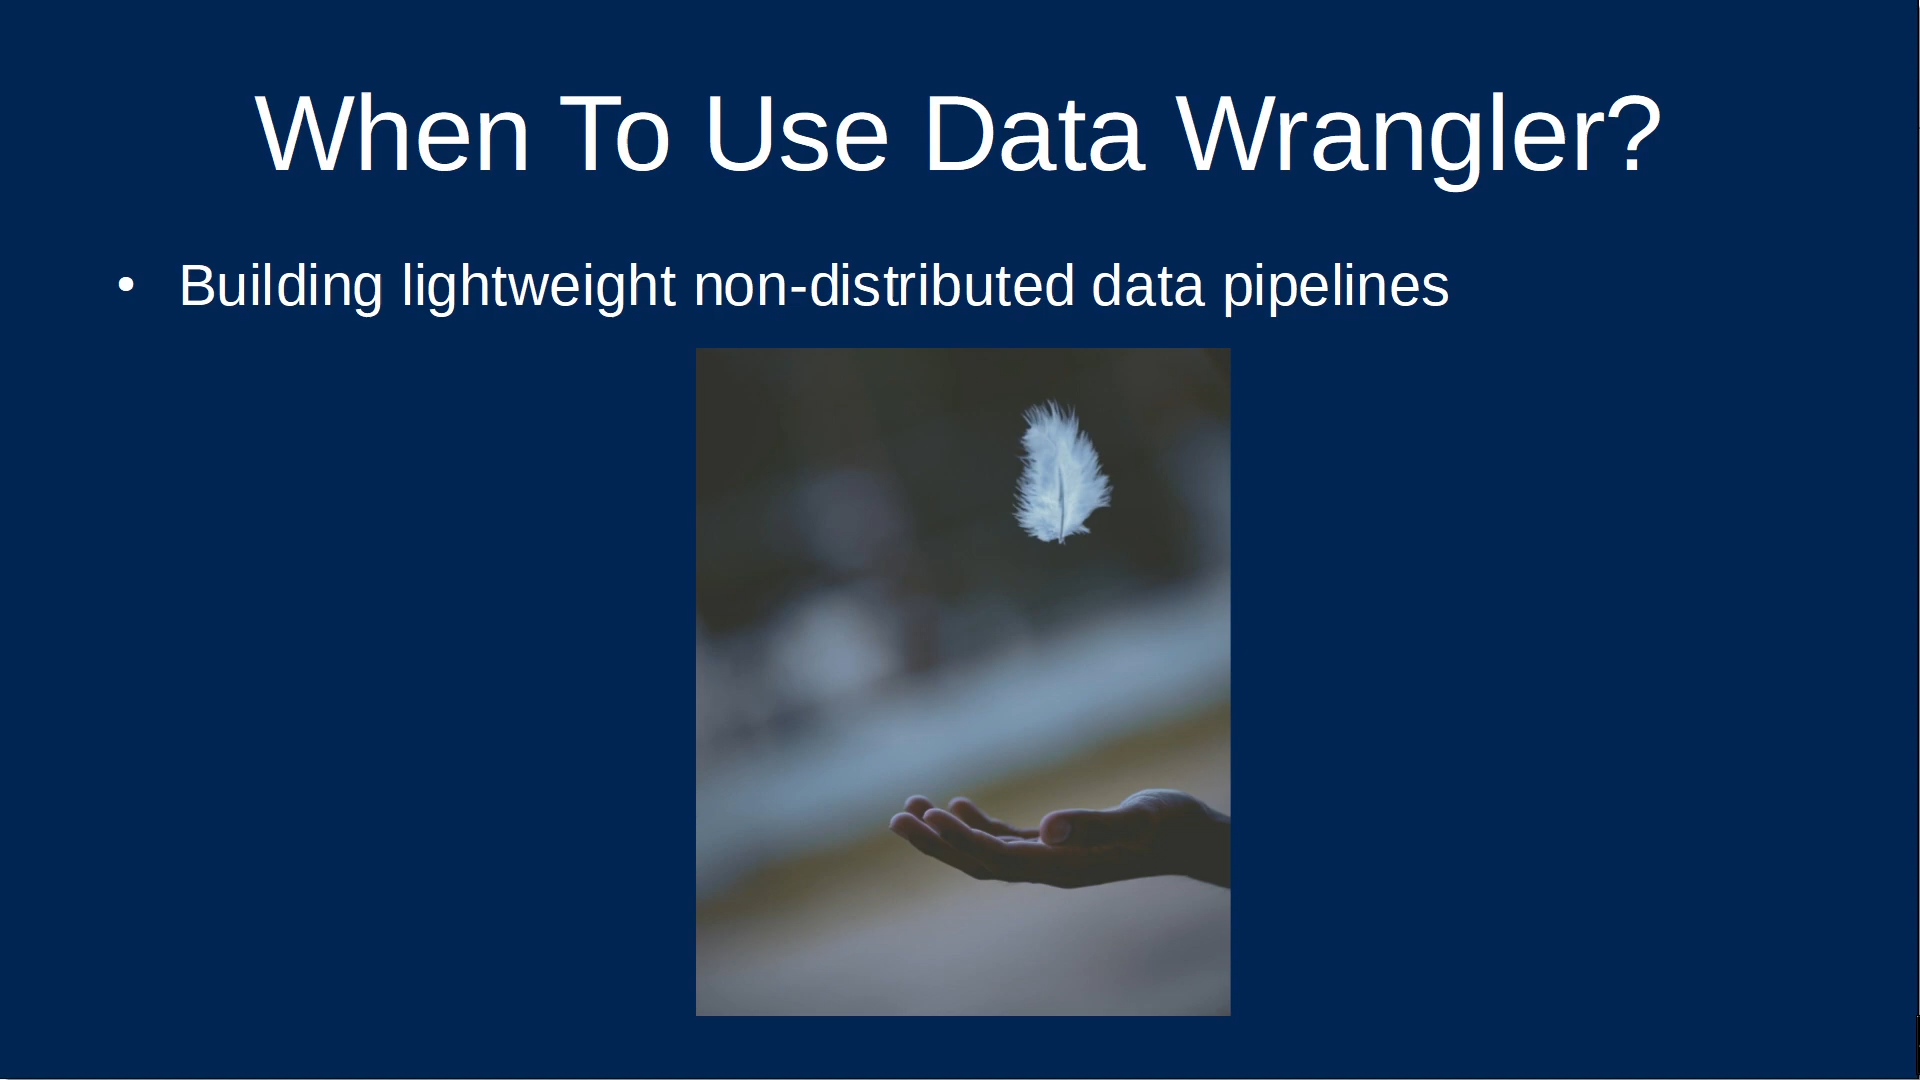 When To Use Data Wrangler?
• Building lightweight non-distributed data pipelines